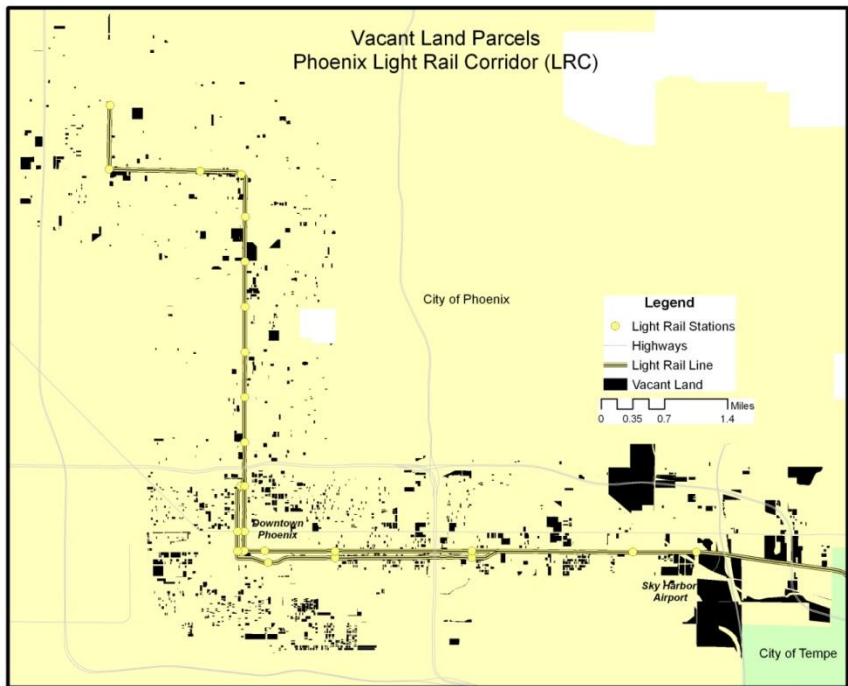 Vacant Land Parcels
Phoenix Light Rail Corridor (LRC)
City of Phoenix
Legend
Light Rail Stations
Highways
Light Rail Line
Vacant Land
Miles
0 0.35 0.7 1.4
Downtown
Phoenix
Sky Harbor
Airport
City of Tempe